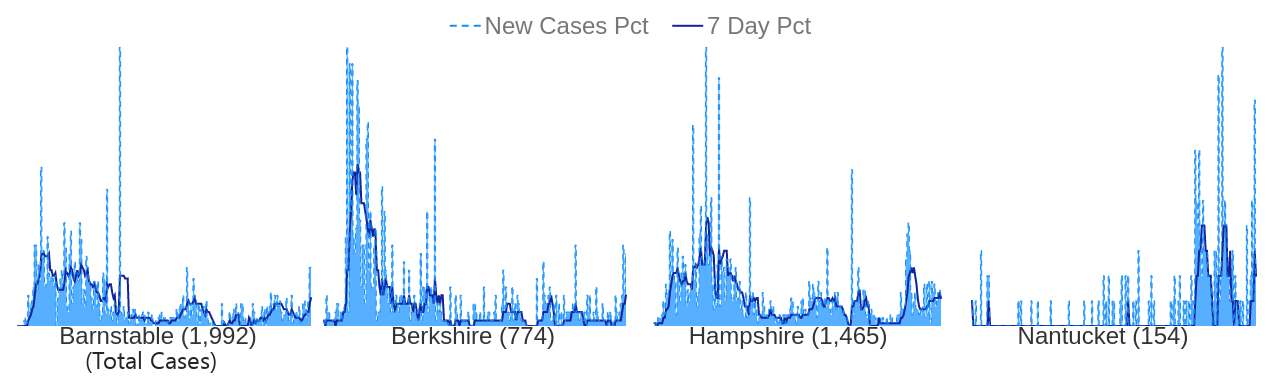 New Cases Pct 7 Day Pct
Barnstable (1,992) Berkshire (774) Hampshire (1,465) Nantucket (154)
(Total Cases)